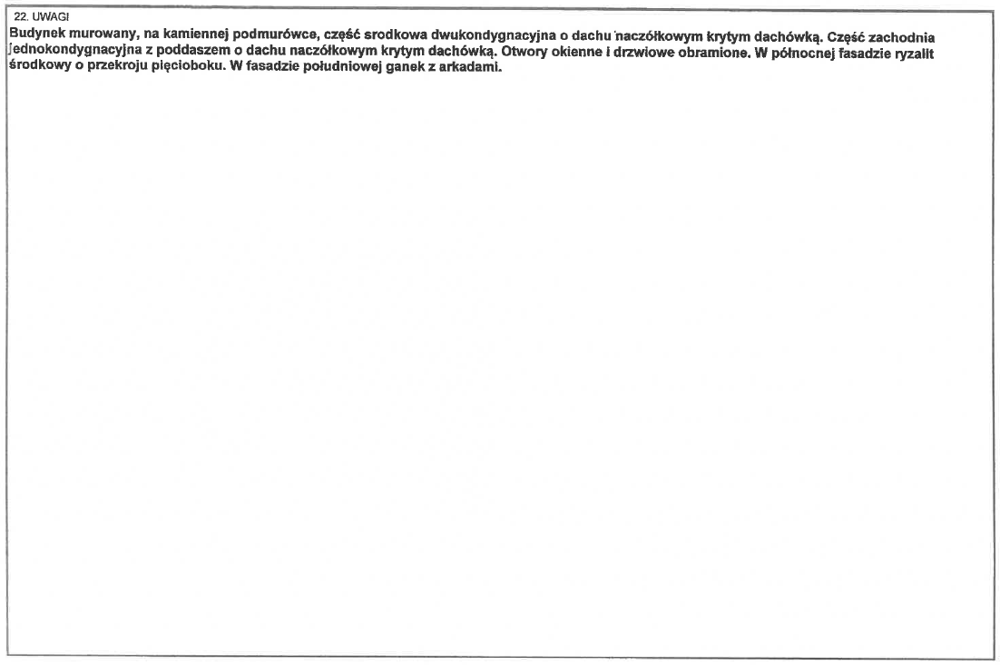 22. UWAGI
Budynek murowany, na kamiennej podmurówce, część srodkowa dwukondygnacyjna o dachu naczółkowym krytym dachówką. Część zachodnia
jednokondygnacyjna z poddaszem o dachu naczółkowym krytym dachówką. Otwory okienne i drzwiowe obramione. W północnej fasadzie ryzalit
środkowy o przekroju pięcioboku. W fasadzie południowej ganek z arkadami.